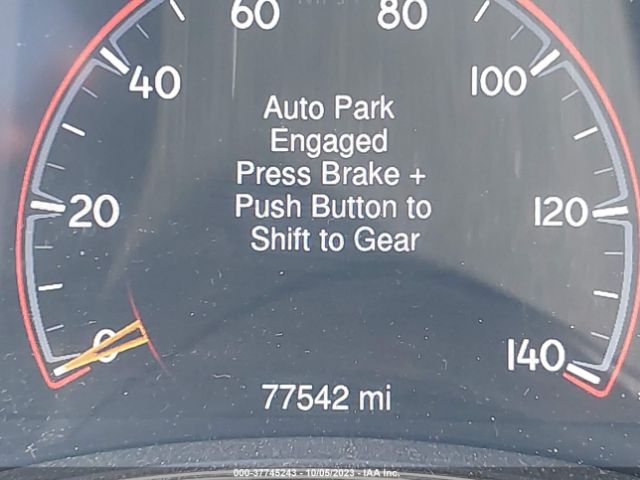 60 80
40 100
Auto Park
Engaged
Press Brake +
Push Button to
Shift to Gear
20 120
0 140
77542 mi
000-37745243 - 10/05/2023 - IAA Inc.